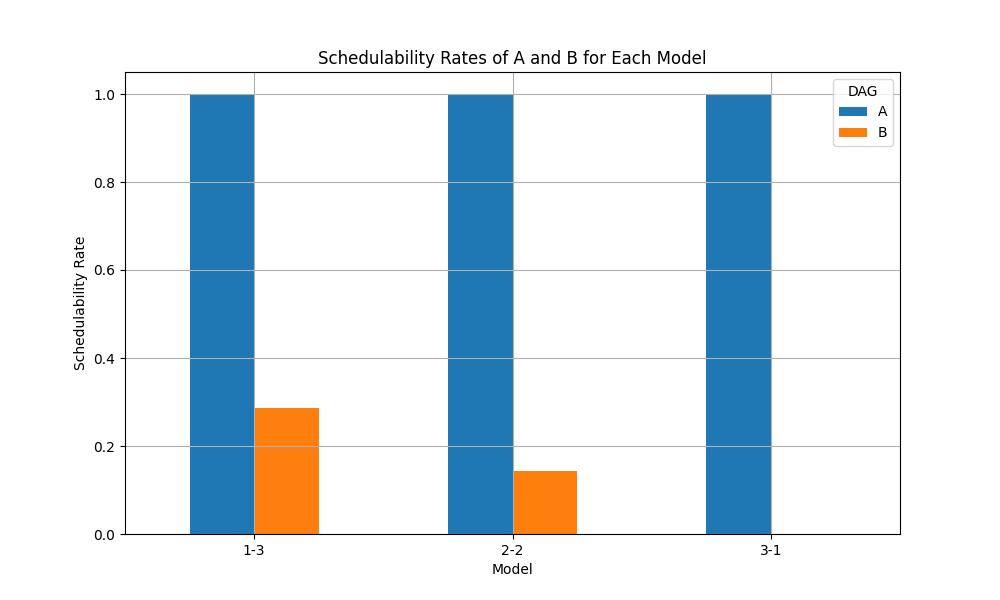 Schedulability Rates of A and B for Each Model
DAG
A
B
Schedulability Rate
1.0
0.8
0.6
0.4
0.2
0.0
1-3
2-2
3-1
Model